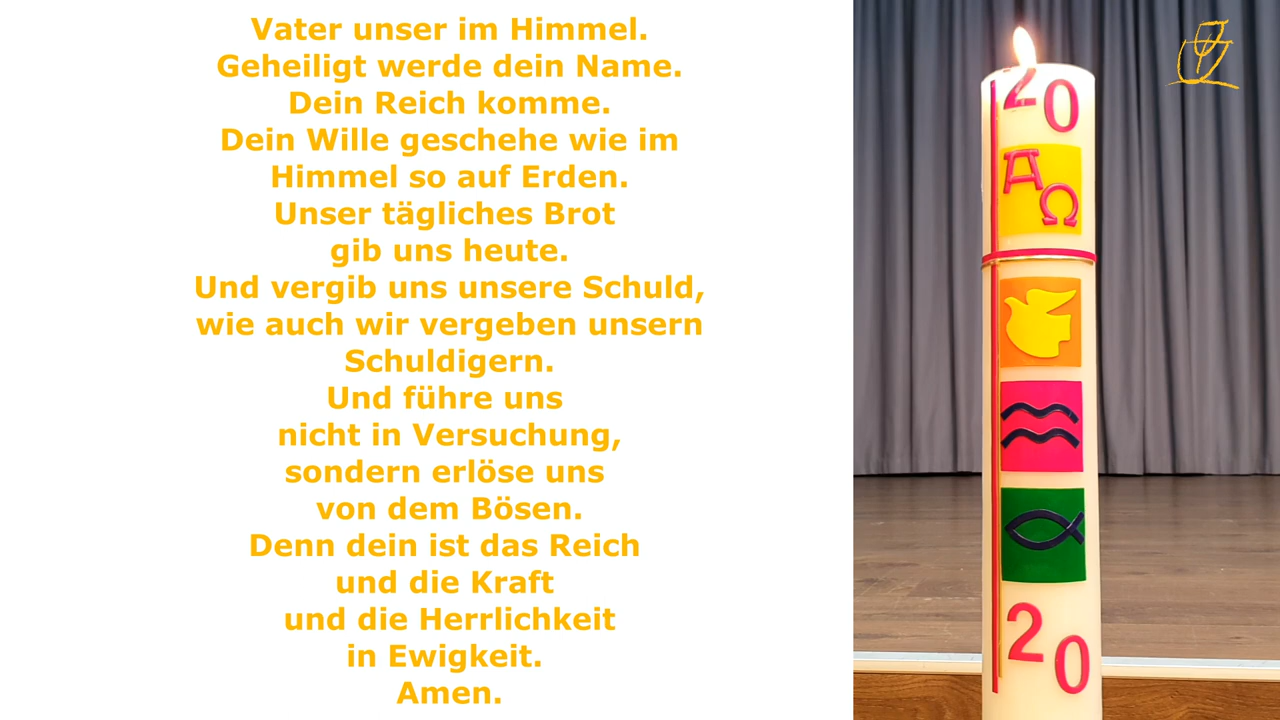 Vater unser im Himmel.
Geheiligt werde dein Name.
Dein Reich komme.
Dein Wille geschehe wie im
Himmel so auf Erden.
Unser tägliches Brot
gib uns heute.
Und vergib uns unsere Schuld,
wie auch wir vergeben unsern
Schuldigern.
Und führe uns
nicht in Versuchung,
sondern erlöse uns
von dem Bösen.
Denn dein ist das Reich
und die Kraft
und die Herrlichkeit
in Ewigkeit.
Amen.
20
Α Ω
20